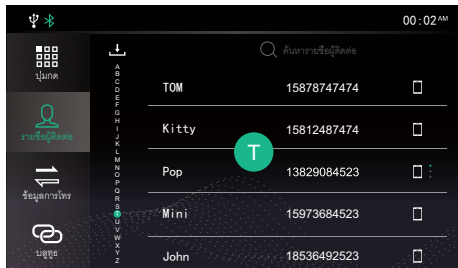 00:02AM
ค้นหารายชื่อผู้ติดต่อ
ปุ่มกด
รายชื่อผู้ติดต่อ
ข้อมูลการโทร
บลูทูธ
A
B
C
D
E
F
G
H
I
J
K
L
M
N
O
P
Q
R
S
T
U
V
W
X
Y
Z
TOM 15878747474
Kitty 15812487474
T
Pop 13829084523
Mini 15973684523
John 18536492523